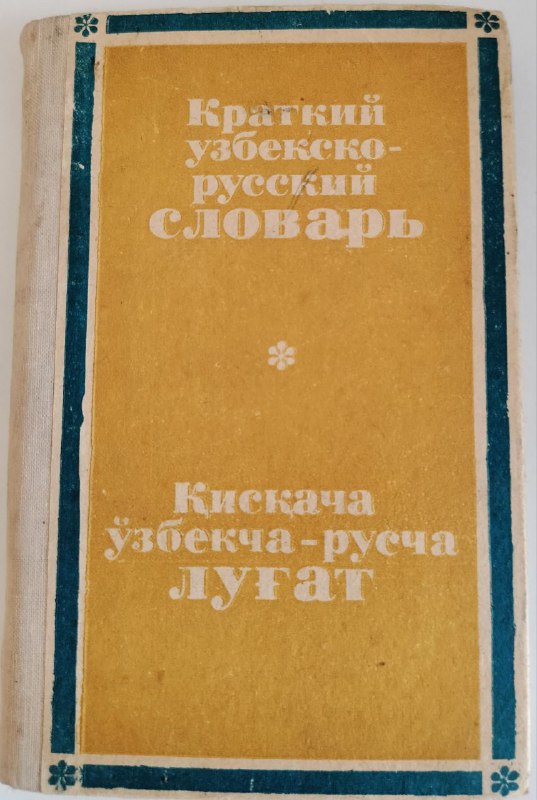 Краткий
узбекско-
русский
словарь
Қисқача
ўзбекча-русча
луғат